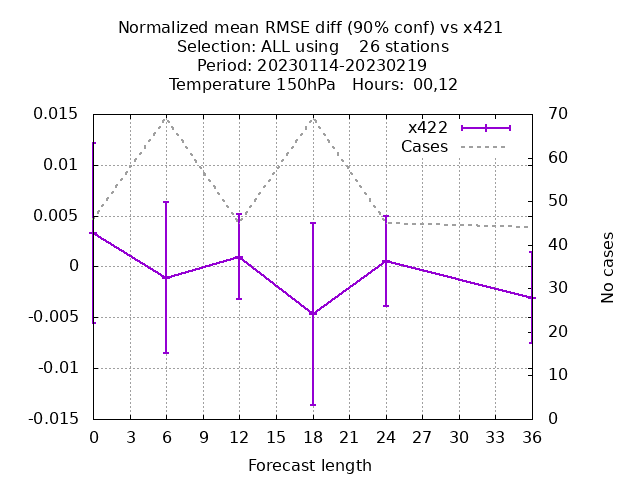 Normalized mean RMSE diff (90% conf) vs x421
Selection: ALL using    26 stations
Period: 20230114-20230219
Temperature 150hPa   Hours:  00,12
x422
Cases
0.015
0.01
0.005
0
-0.005
-0.01
-0.015
70
60
50
40
30
20
10
0
No cases
0 3 6 9 12 15 18 21 24 27 30 33 36
Forecast length